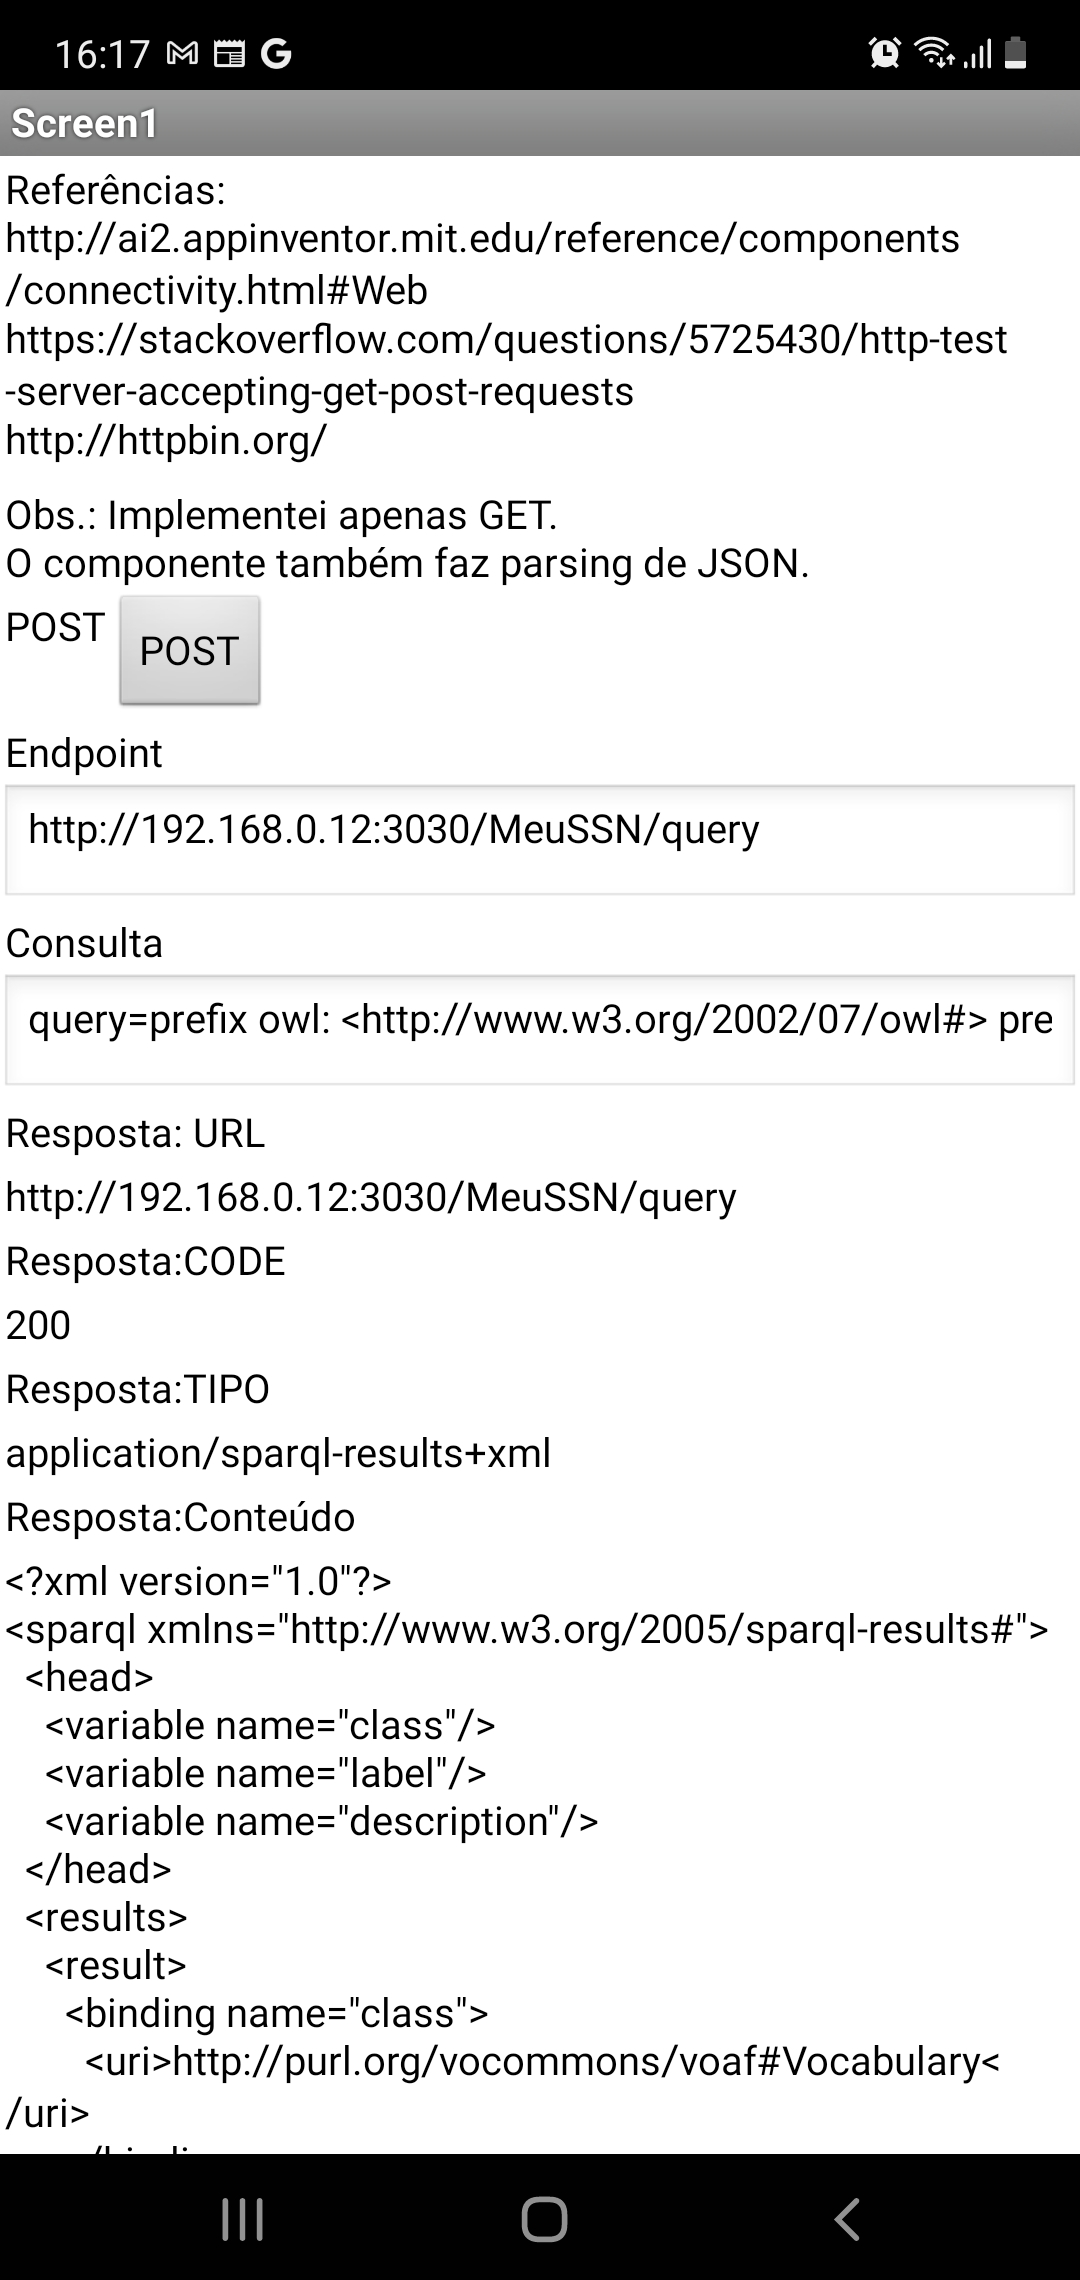 16:17
Screen1
Referências:
http://ai2.appinventor.mit.edu/reference/components
/connectivity.html#Web
https://stackoverflow.com/questions/5725430/http-test
-server-accepting-get-post-requests
http://httpbin.org/
Obs.: Implementei apenas GET.
O componente também faz parsing de JSON.
POST POST
Endpoint
http://192.168.0.12:3030/MeuSSN/query
Consulta
query=prefix owl: <http://www.w3.org/2002/07/owl#> pre
Resposta: URL
http://192.168.0.12:3030/MeuSSN/query
Resposta:CODE
200
Resposta:TIPO
application/sparql-results+xml
Resposta:Conteúdo
<?xml version="1.0"?>
<sparql xmlns="http://www.w3.org/2005/sparql-results#">
  <head>
    <variable name="class"/>
    <variable name="label"/>
    <variable name="description"/>
  </head>
  <results>
    <result>
      <binding name="class">
        <uri>http://purl.org/vocommons/voaf#Vocabulary<
/uri>